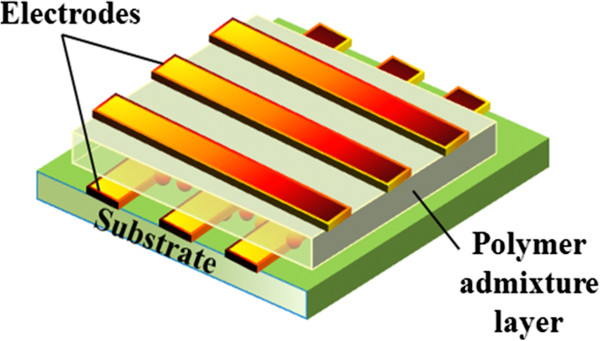 Electrodes
Substrate
Polymer
admixture
layer